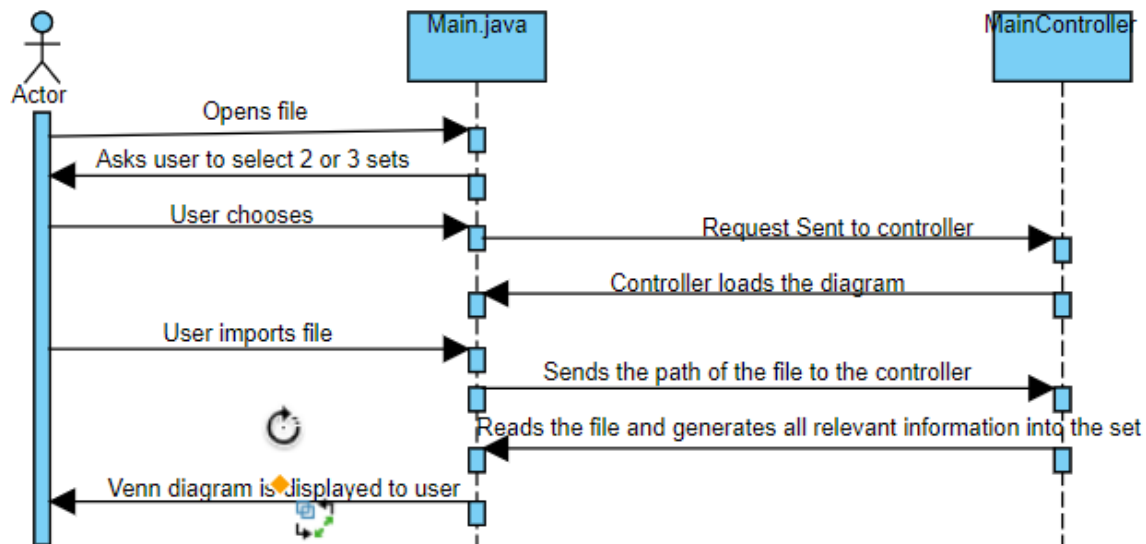 Main.java
MainController
Actor
Opens file
Asks user to select 2 or 3 sets
User chooses
Request Sent to controller
Controller loads the diagram
User imports file
Sends the path of the file to the controller
Reads the file and generates all relevant information into the set
Venn diagram is displayed to user